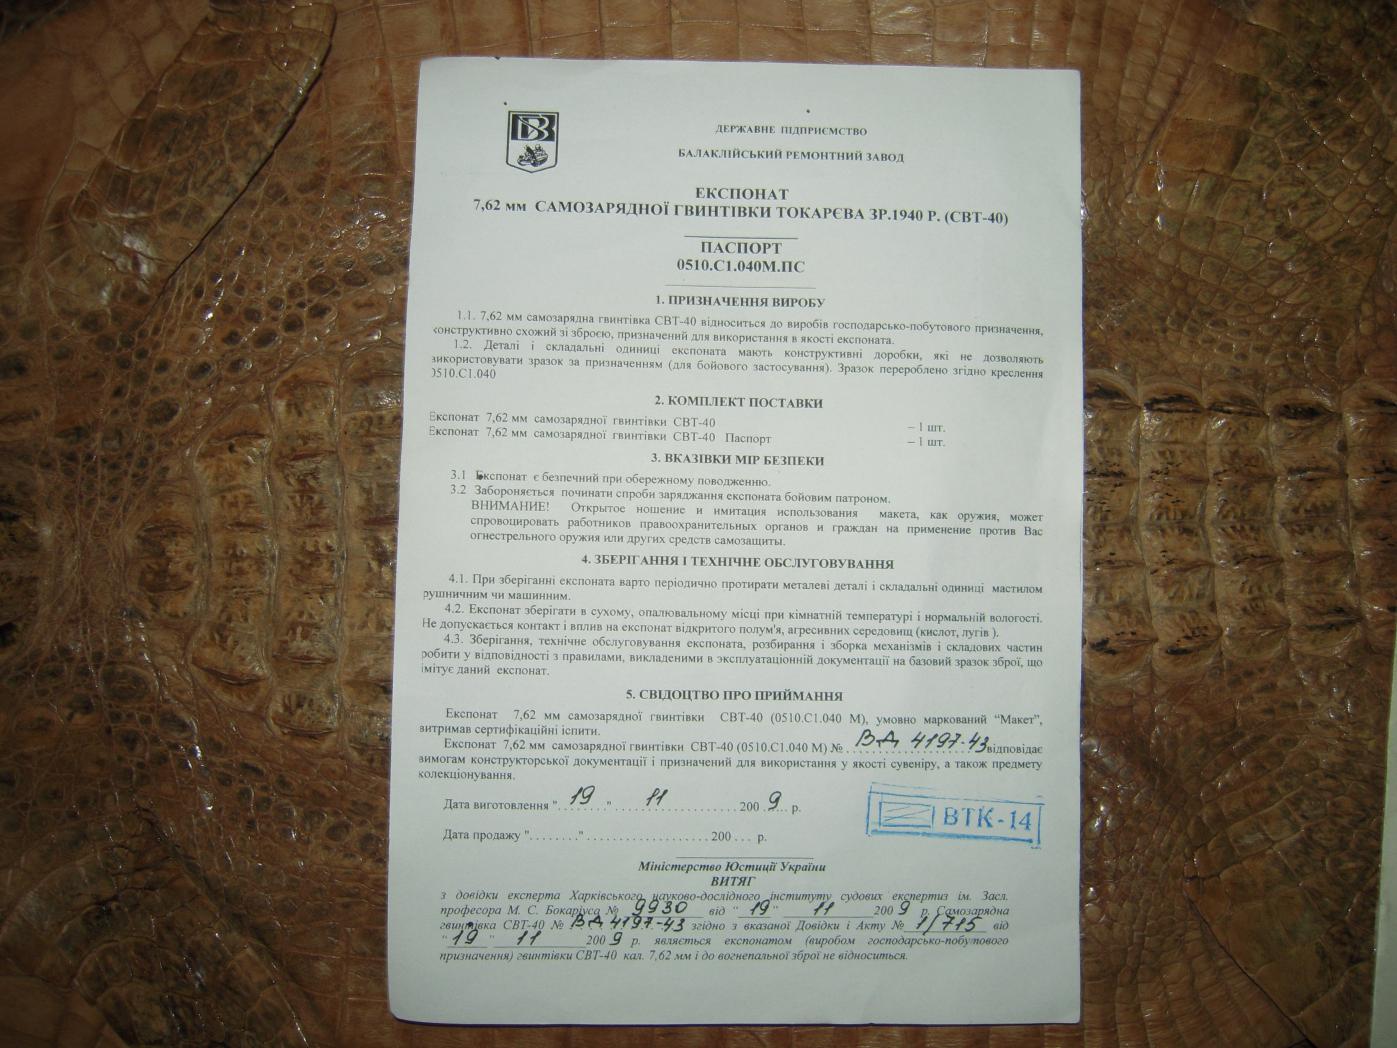 ДЕРЖАВНЕ ПІДПРИЄМСТВО
БАЛАКЛІЙСЬКИЙ РЕМОНТНИЙ ЗАВОД
ЕКСПОНАТ
7,62 мм САМОЗАРЯДНОЇ ГВИНТІВКИ ТОКАРЄВА ЗР.1940 Р. (СВТ-40)
ПАСПОРТ
0510.С1.040М.ПС
1. ПРИЗНАЧЕННЯ ВИРОБУ
1.1. 7,62 мм самозарядна гвинтівка СВТ-40 відноситься до виробів господарсько-побутового призначення,
конструктивно схожий зі зброєю, призначений для використання в якості експоната.
1.2. Деталі і складальні одиниці експоната мають конструктивні доробки, які не дозволяють
використовувати зразок за призначенням (для бойового застосування). Зразок перероблено згідно креслення
0510.С1.040
2. КОМПЛЕКТ ПОСТАВКИ
Експонат 7,62 мм самозарядної гвинтівки СВТ-40 – 1 шт.
Експонат 7,62 мм самозарядної гвинтівки СВТ-40 Паспорт – 1 шт.
3. ВКАЗІВКИ МІР БЕЗПЕКИ
3.1 Експонат є безпечний при обережному поводженню.
3.2 Забороняється починати спроби заряджання експоната бойовим патроном.
ВНИМАНИЕ! Открытое ношение и имитация использования макета, как оружия, может
спровоцировать работников правоохранительных органов и граждан на применение против Вас
огнестрельного оружия или других средств самозащиты.
4. ЗБЕРІГАННЯ І ТЕХНІЧНЕ ОБСЛУГОВУВАННЯ
4.1. При зберіганні експоната варто періодично протирати металеві деталі і складальні одиниці мастилом
рушничним чи машинним.
4.2. Експонат зберігати в сухому, опалювальному місці при кімнатній температурі і нормальній вологості.
Не допускається контакт і вплив на експонат відкритого полум'я, агресивних середовищ (кислот, лугів ).
4.3. Зберігання, технічне обслуговування експоната, розбирання і зборка механізмів і складових частин
робити у відповідності з правилами, викладеними в эксплуатаціонній документації на базовий зразок зброї, що
імітує даний експонат.
5. СВІДОЦТВО ПРО ПРИЙМАННЯ
Експонат 7,62 мм самозарядної гвинтівки СВТ-40 (0510.С1.040 М), умовно маркований “Макет”,
витримав сертифікаційні іспити.
Експонат 7,62 мм самозарядної гвинтівки СВТ-40 (0510.С1.040 М) № ВД 4197-43 відповідає
вимогам конструкторської документації і призначений для використання у якості сувеніру, а також предмету
колекціонування.
Дата виготовлення "19" 11 2009 р.
ВТК-14
Дата продажу "........" ........................ 200 ... р.
Міністерство Юстиції України
ВИТЯГ
з довідки експерта Харківського науково-дослідного інституту судових експертиз ім. Засл.
професора М. С. Бокаріуса № 9930 від “19” 11 2009 р. Самозарядна
гвинтівка СВТ-40 № ВД 4197-43 згідно з вказаної Довідки і Акту № 1/715 від
“19” 11 2009 р. являється експонатом (виробом господарсько-побутового
призначення) гвинтівки СВТ-40 кал. 7,62 мм і до вогнепальної зброї не відноситься.